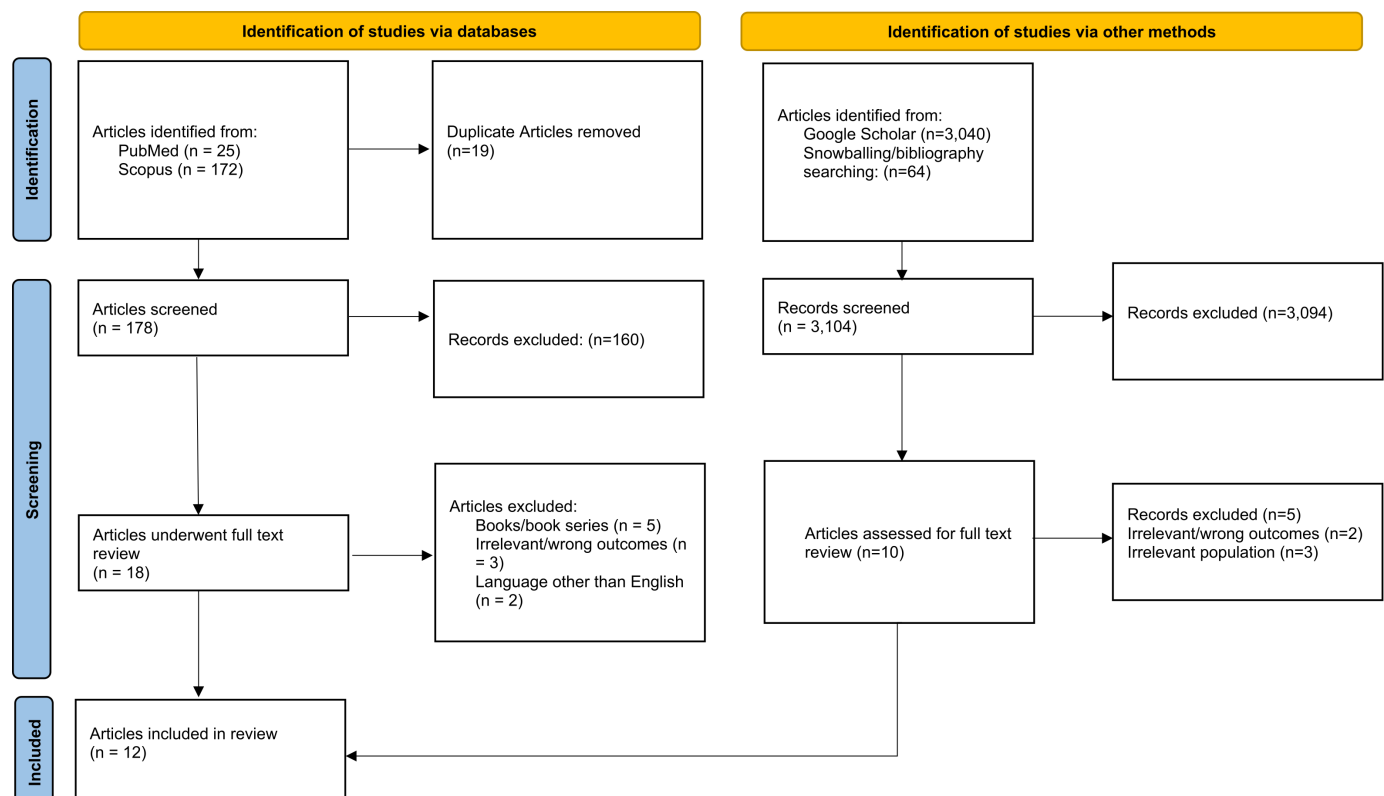 Identification of studies via databases
Identification of studies via other methods
Identification
Articles identified from:
PubMed (n = 25)
Scopus (n = 172)
Duplicate Articles removed
(n=19)
Articles identified from:
Google Scholar (n=3,040)
Snowballing/bibliography
searching: (n=64)
Screening
Articles screened
(n = 178)
Records excluded: (n=160)
Records screened
(n = 3,104)
Records excluded (n=3,094)
Articles underwent full text
review
(n = 18)
Articles excluded:
Books/book series (n = 5)
Irrelevant/wrong outcomes (n
= 3)
Language other than English
(n = 2)
Articles assessed for full text
review (n=10)
Records excluded (n=5)
Irrelevant/wrong outcomes (n=2)
Irrelevant population (n=3)
Included
Articles included in review
(n = 12)